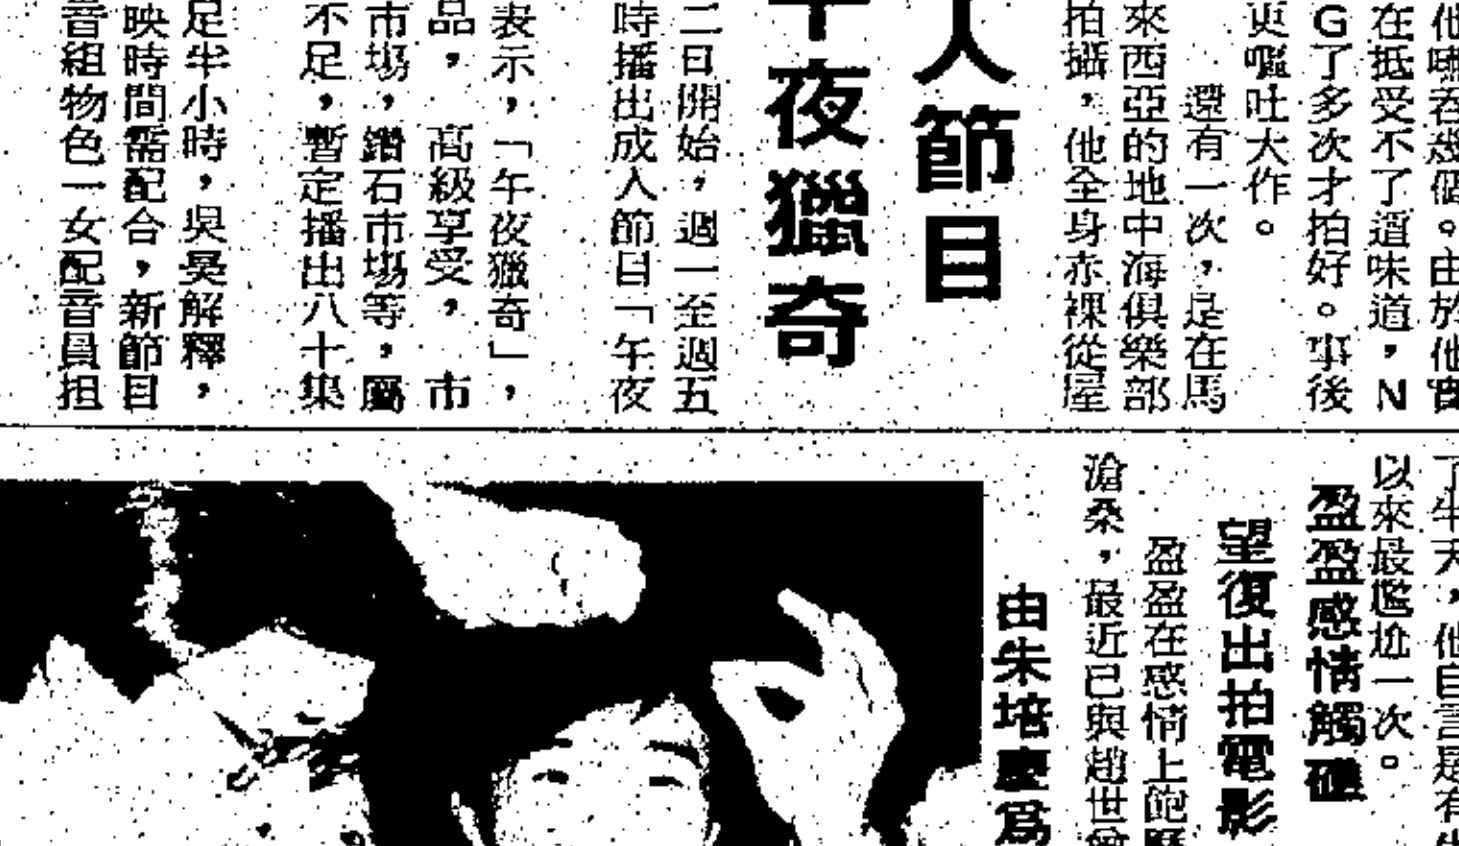 他嚥吞幾個。由於他實
在抵受不了這味道，N
G了多次才拍好。事後
更嘔吐大作。
還有一次，是在馬
來西亞的地中海俱樂部
拍攝，他全身赤裸從屋
人節目
午夜獵奇
二日開始，週一至週五
時播出成人節目「午夜
表示，「午夜獵奇」，
品，高級享受，市
市場，鑽石市場等，屬
不足，暫定播出八十集
足半小時，吳昊解釋，
映時間需配合，新節目
音組物色一女配音員担
了半天，他自言是有生
以來最尷尬一次。
盈盈感情觸礁
望復出拍電影
盈盈在感情上飽歷
滄桑，最近已與趙世曾
由朱培慶爲